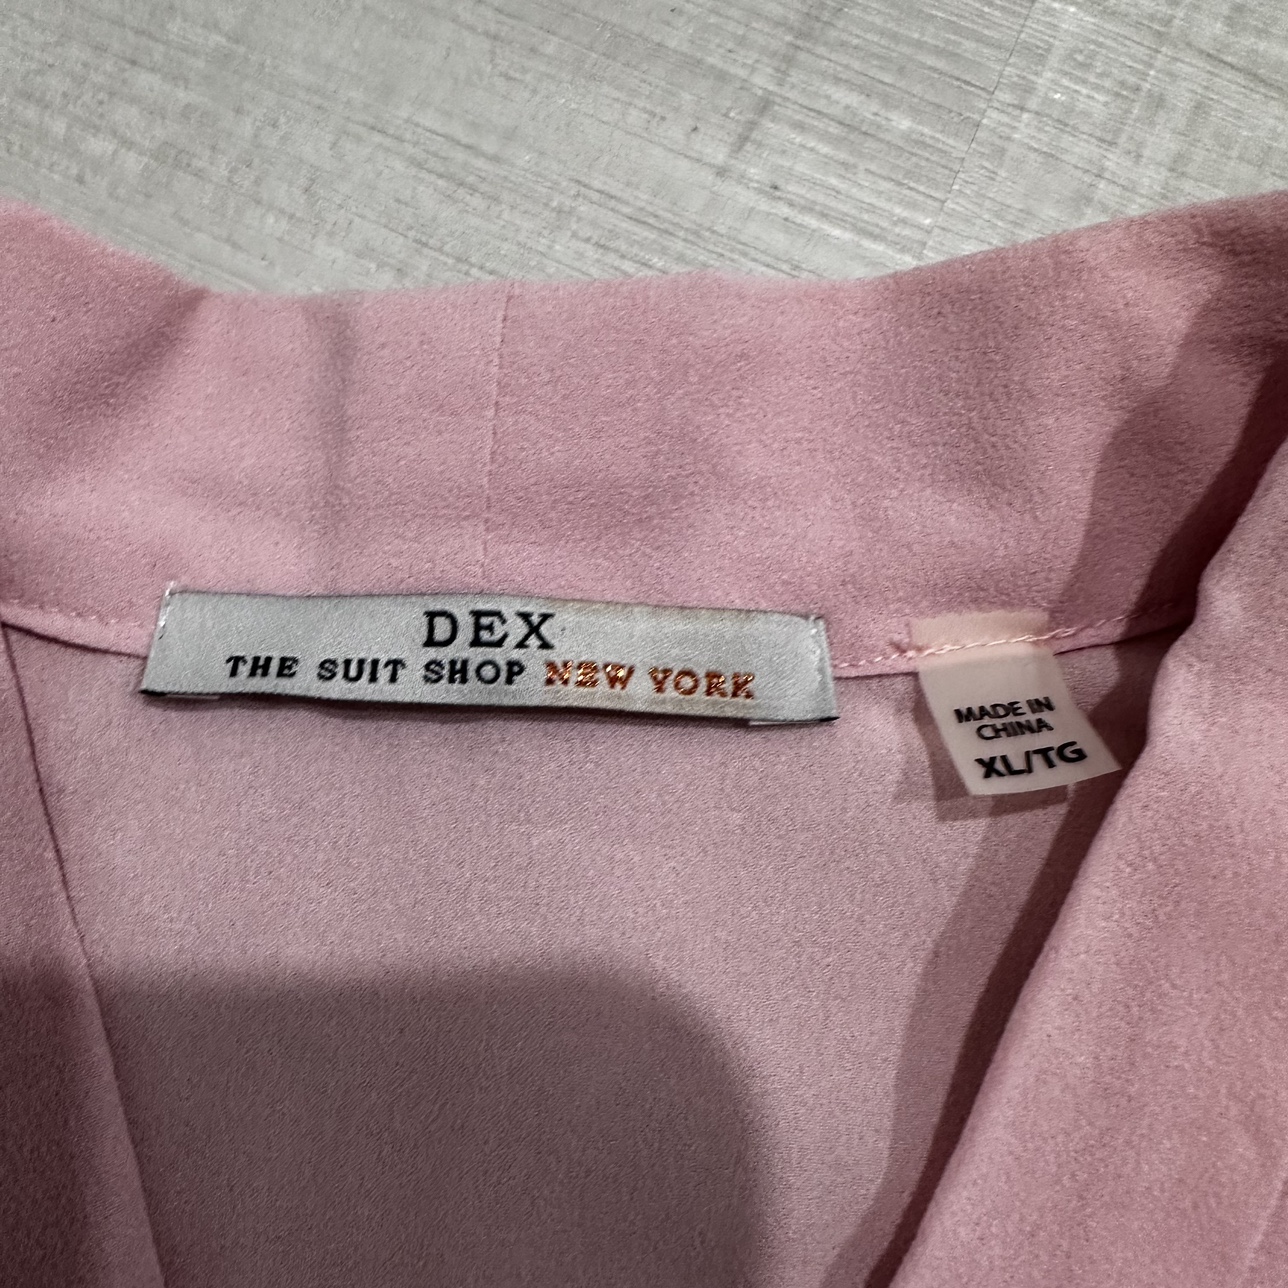 DEX
THE SUIT SHOP NEW YORK
MADE IN
CHINA
XL/TG